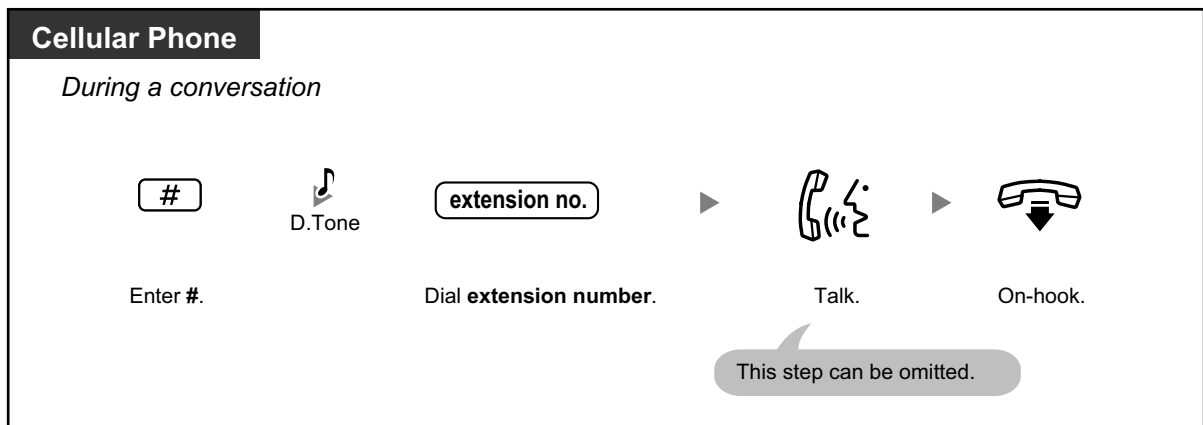 Cellular Phone
During a conversation
#
D.Tone
extension no.
Enter #.
Dial extension number.
Talk.
On-hook.
This step can be omitted.